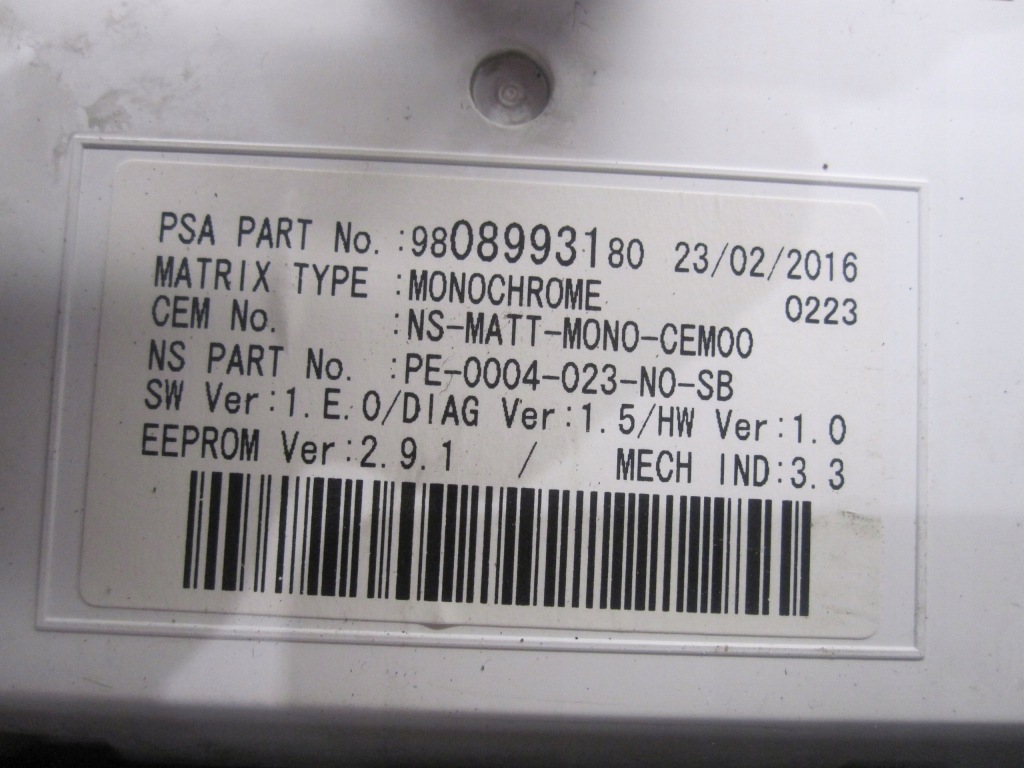 PSA PART No. :9808993180 23/02/2016
MATRIX TYPE :MONOCHROME 0223
CEM No. :NS-MATT-MONO-CEM00
NS PART No. :PE-0004-023-N0-SB
SW Ver:1.E.0/DIAG Ver:1.5/HW Ver:1.0
EEPROM Ver:2.9.1 / MECH IND:3.3